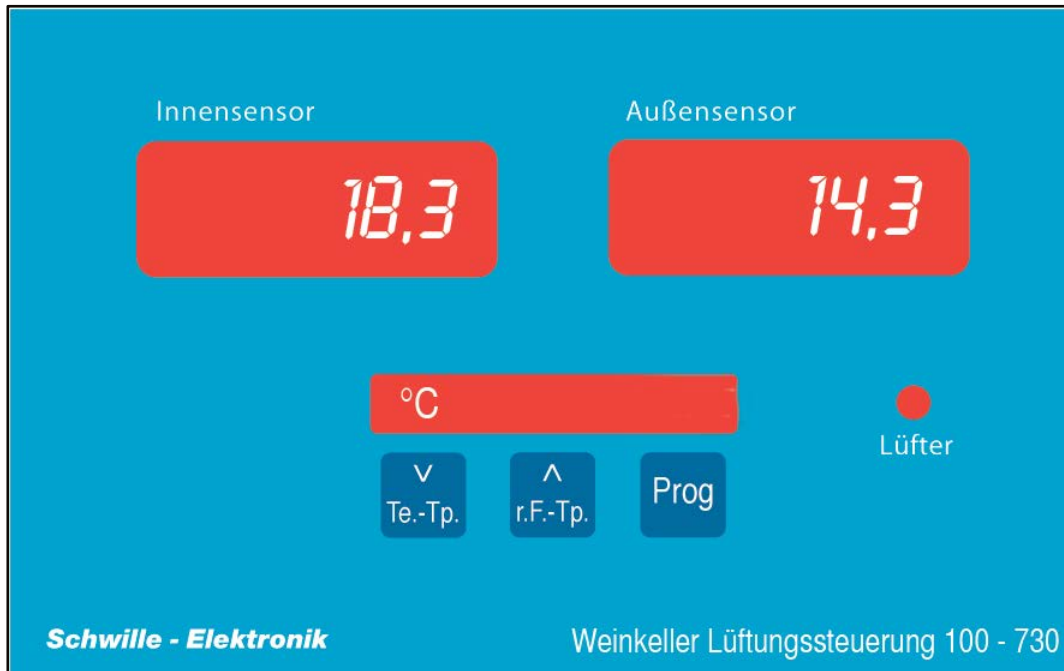 Innensensor Außensensor
18,3 14,3
°C
Lüfter
∨ ∧
Te.-Tp. r.F.-Tp. Prog
Schwille - Elektronik Weinkeller Lüftungssteuerung 100 - 730